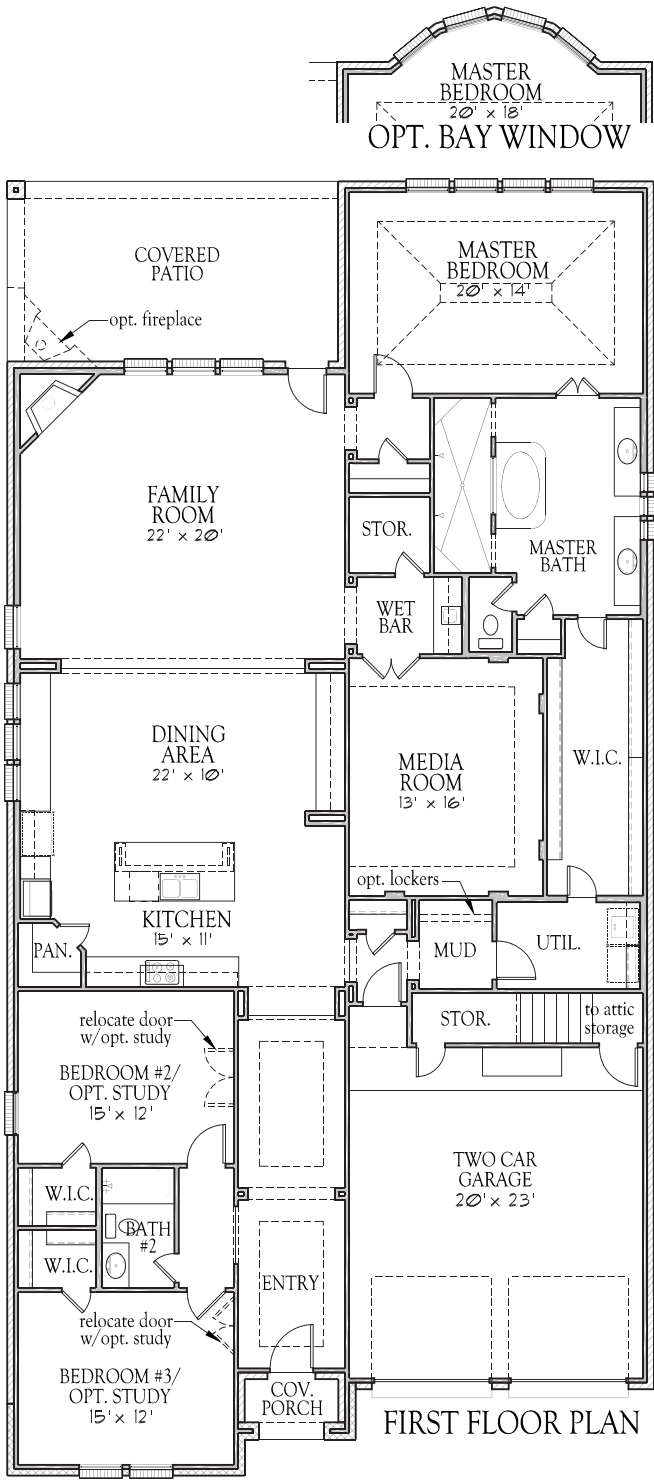 MASTER
BEDROOM
20' x 18'
OPT. BAY WINDOW
COVERED
PATIO
MASTER
BEDROOM
20' x 14'
opt. fireplace
FAMILY
ROOM
22' x 20'
STOR.
MASTER
BATH
WET
BAR
DINING
AREA
22' x 10'
MEDIA
ROOM
13' x 16'
W.I.C.
opt. lockers
KITCHEN
15' x 11'
PAN.
MUD
UTIL.
relocate door
w/opt. study
STOR.
to attic
storage
BEDROOM #2/
OPT. STUDY
15' x 12'
TWO CAR
GARAGE
20' x 23'
W.I.C.
BATH
#2
W.I.C.
ENTRY
relocate door
w/opt. study
BEDROOM #3/
OPT. STUDY
15' x 12'
COV.
PORCH
FIRST FLOOR PLAN